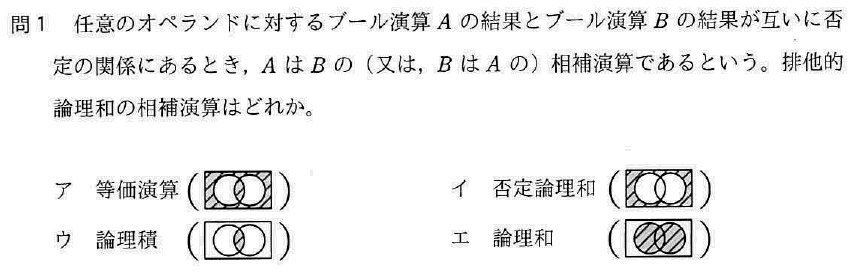 問1 任意のオペランドに対するブール演算 A の結果とブール演算 B の結果が互いに否
定の関係にあるとき,A は B の(又は,B は A の)相補演算であるという。排他的
論理和の相補演算はどれか。
ア 等価演算( )
イ 否定論理和( )
ウ 論理積 ( )
エ 論理和 ( )